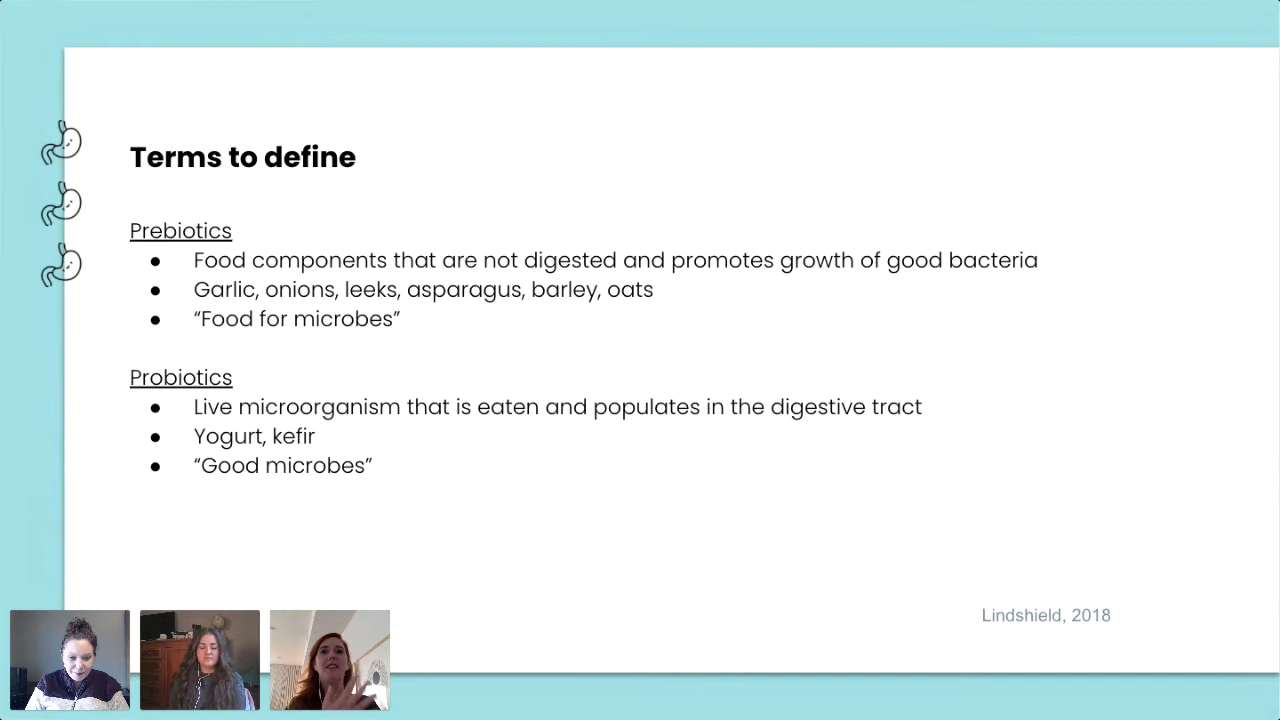 Terms to define
Prebiotics
● Food components that are not digested and promotes growth of good bacteria
● Garlic, onions, leeks, asparagus, barley, oats
● “Food for microbes”
Probiotics
● Live microorganism that is eaten and populates in the digestive tract
● Yogurt, kefir
● “Good microbes”
Lindshield, 2018